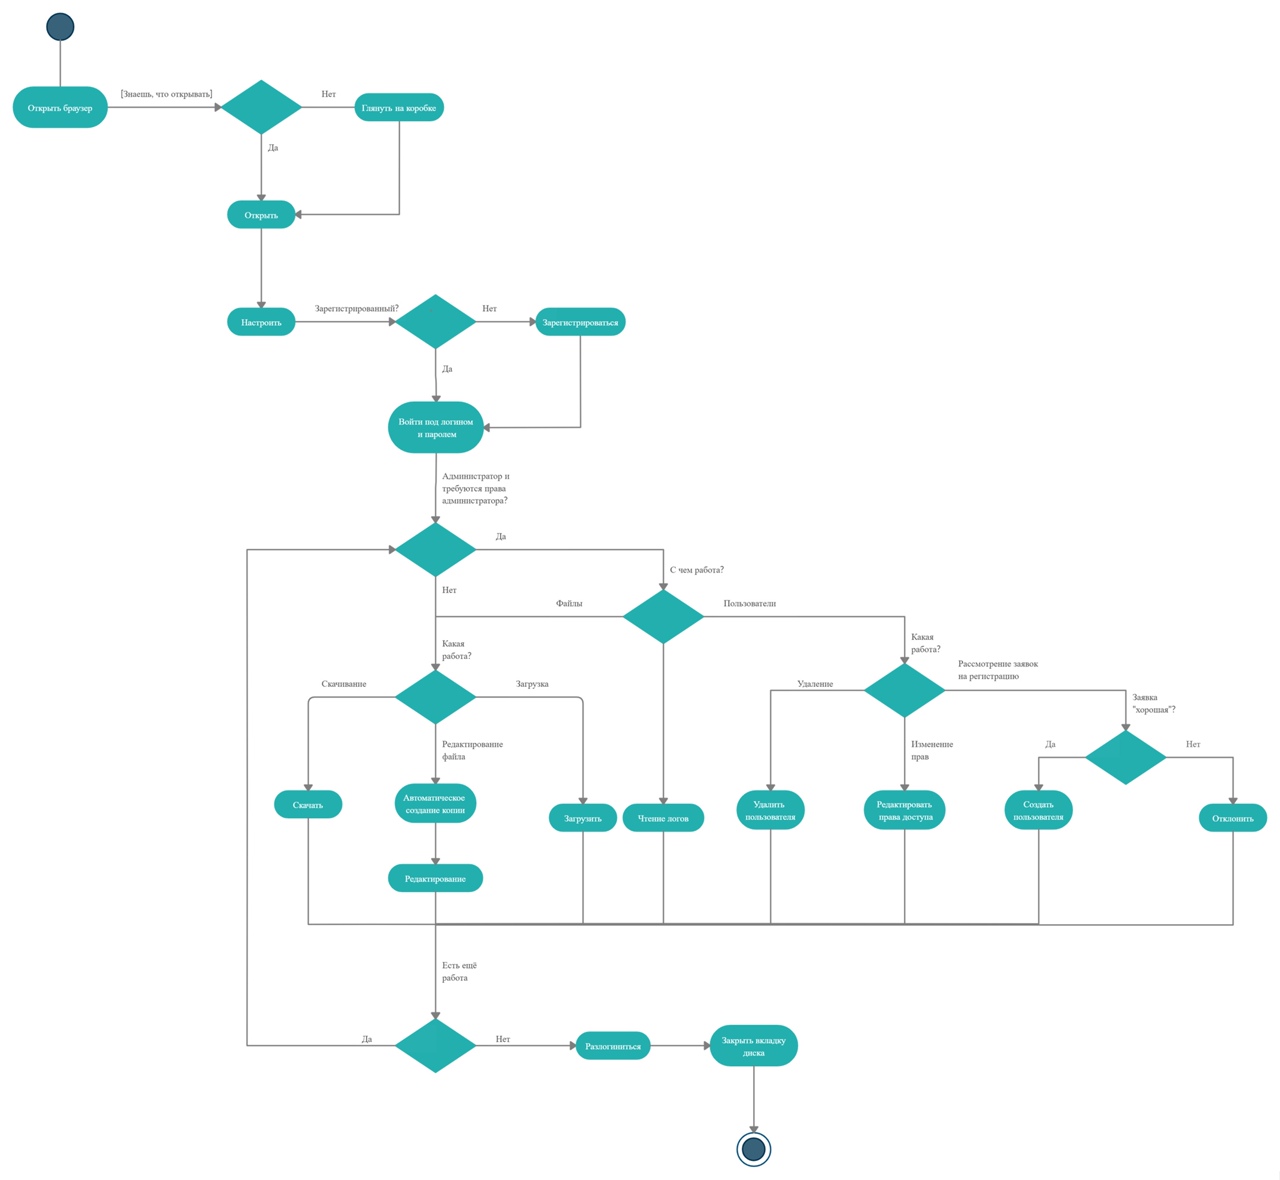 Открыть браузер
[Знаешь, что открывать]
Нет
Глянуть на коробке
Да
Открыть
Настроить
Зарегистрированный?
Нет
Зарегистрироваться
Да
Войти под логином
и паролем
Администратор и
требуются права
администратора?
Да
С чем работа?
Нет
Файлы
Пользователи
Какая
работа?
Какая
работа?
Рассмотрение заявок
на регистрацию
Скачивание
Загрузка
Удаление
Заявка
"хорошая"?
Редактирование
файла
Изменение
прав
Да
Нет
Скачать
Автоматическое
создание копии
Загрузить
Чтение логов
Удалить
пользователя
Редактировать
права доступа
Создать
пользователя
Отклонить
Редактирование
Есть ещё
работа
Да
Нет
Разлогиниться
Закрыть вкладку
диска